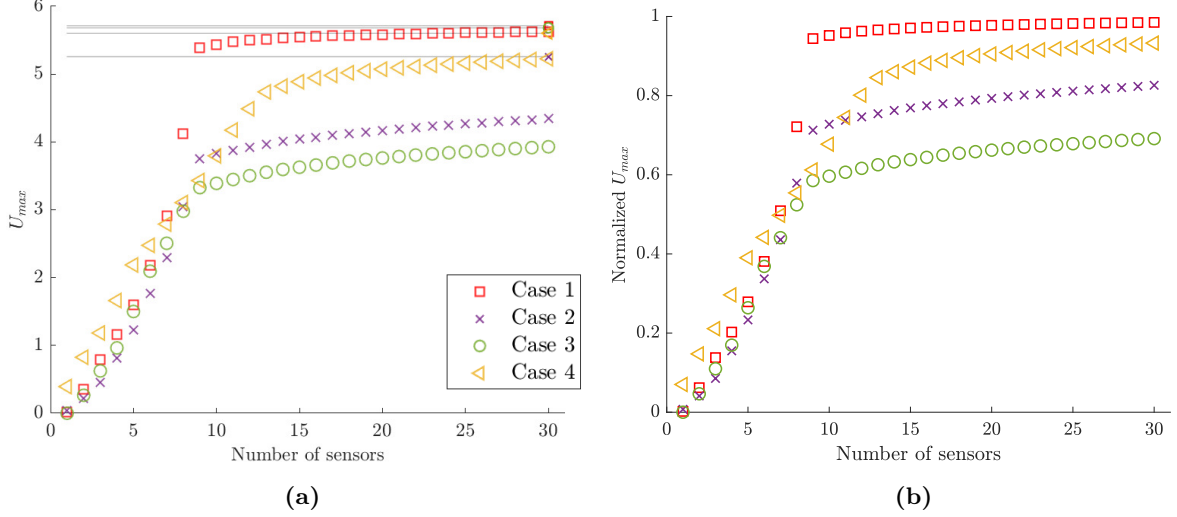 6
5
4
3
2
1
0
U_max
0
5
10
15
20
25
30
Number of sensors
Case 1
Case 2
Case 3
Case 4
(a)
1
0.8
0.6
0.4
0.2
0
Normalized U_max
0
5
10
15
20
25
30
Number of sensors
(b)